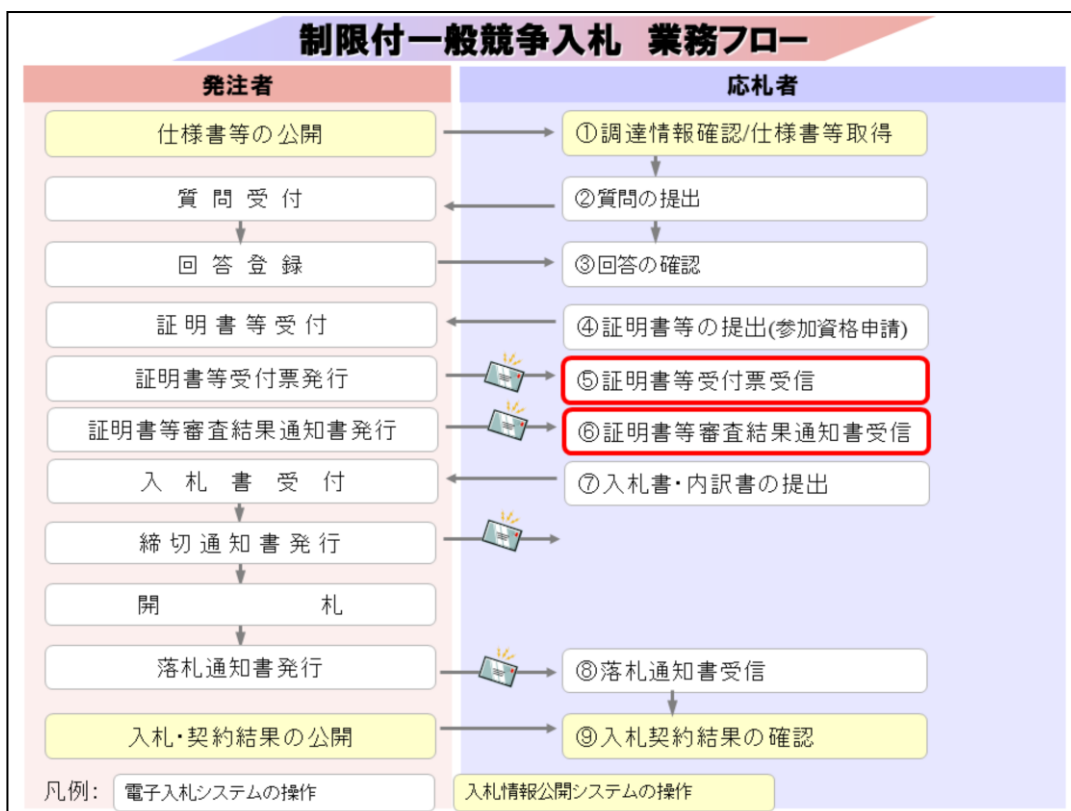 制限付一般競争入札 業務フロー
発注者
応札者
仕様書等の公開
①調達情報確認/仕様書等取得
質問受付
②質問の提出
回答登録
③回答の確認
証明書等受付
④証明書等の提出(参加資格申請)
証明書等受付票発行
⑤証明書等受付票受信
証明書等審査結果通知書発行
⑥証明書等審査結果通知書受信
入札書受付
⑦入札書・内訳書の提出
締切通知書発行
開札
落札通知書発行
⑧落札通知書受信
入札・契約結果の公開
⑨入札契約結果の確認
凡例: 電子入札システムの操作 入札情報公開システムの操作